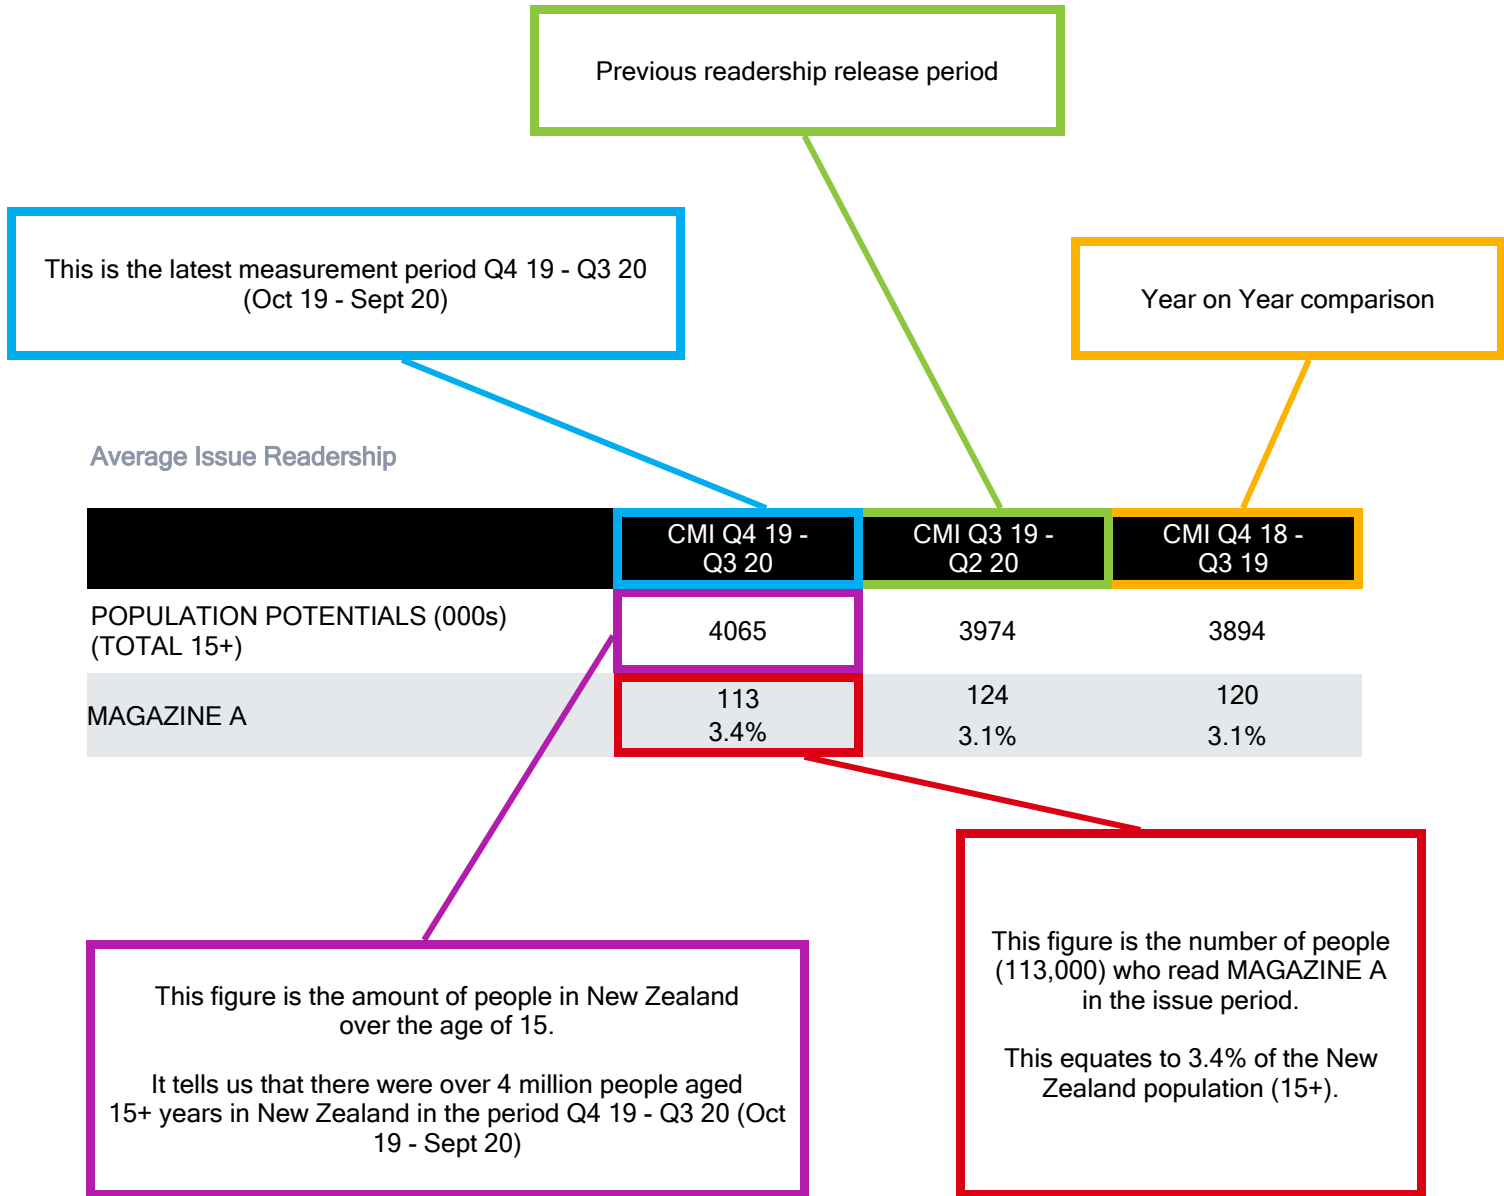 Previous readership release period
This is the latest measurement period Q4 19 - Q3 20
(Oct 19 - Sept 20)
Year on Year comparison
Average Issue Readership
CMI Q4 19 -
Q3 20
CMI Q3 19 -
Q2 20
CMI Q4 18 -
Q3 19
POPULATION POTENTIALS (000s)
(TOTAL 15+)
4065
3974
3894
MAGAZINE A
113
3.4%
124
3.1%
120
3.1%
This figure is the amount of people in New Zealand
over the age of 15.
It tells us that there were over 4 million people aged
15+ years in New Zealand in the period Q4 19 - Q3 20 (Oct
19 - Sept 20)
This figure is the number of people
(113,000) who read MAGAZINE A
in the issue period.
This equates to 3.4% of the New
Zealand population (15+).